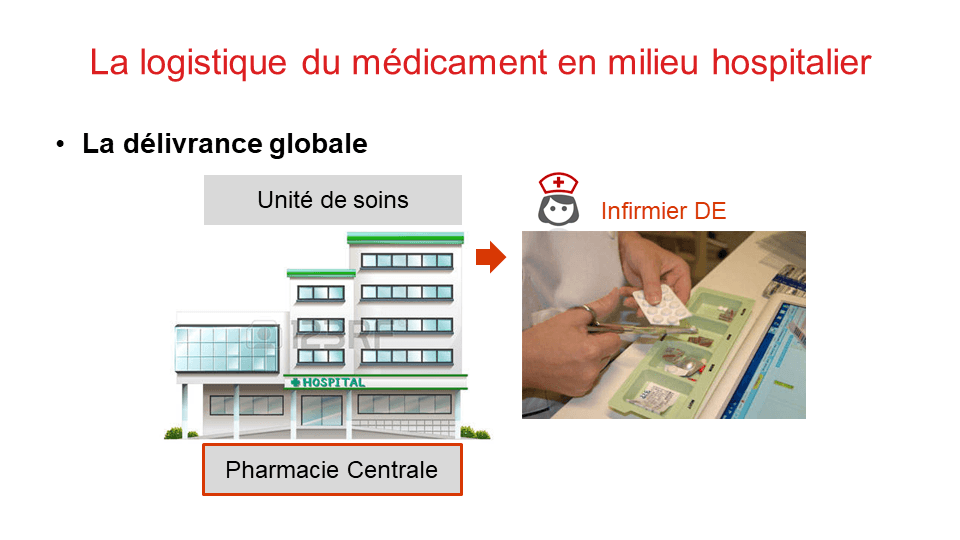 La logistique du médicament en milieu hospitalier
• La délivrance globale
Unité de soins
Infirmier DE
123RF
HOSPITAL
Pharmacie Centrale